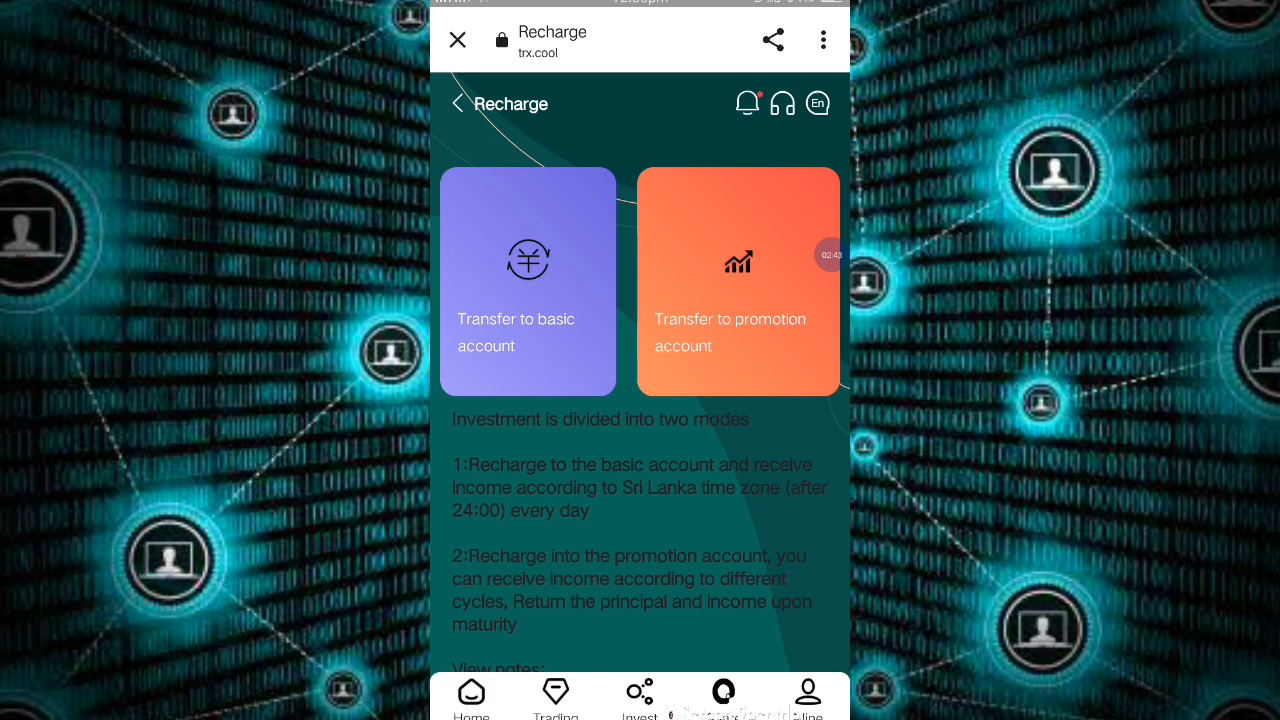 12:00pm
Recharge
trx.cool
Recharge
En
02:43
Transfer to basic
account
Transfer to promotion
account
Investment is divided into two modes
1:Recharge to the basic account and receive
income according to Sri Lanka time zone (after
24:00) every day
2:Recharge into the promotion account, you
can receive income according to different
cycles, Return the principal and income upon
maturity
View notes:
Home
Trading
Invest